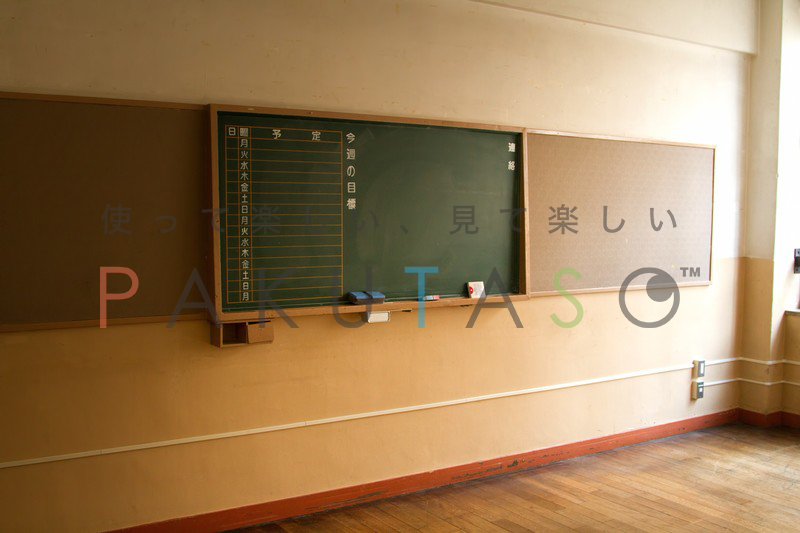 日 曜 予 定
月
火
水
木
金
土
日
月
火
水
木
金
土
日
月
今週の目標
連絡
使って楽しい、見て楽しい
PAKUTASO™